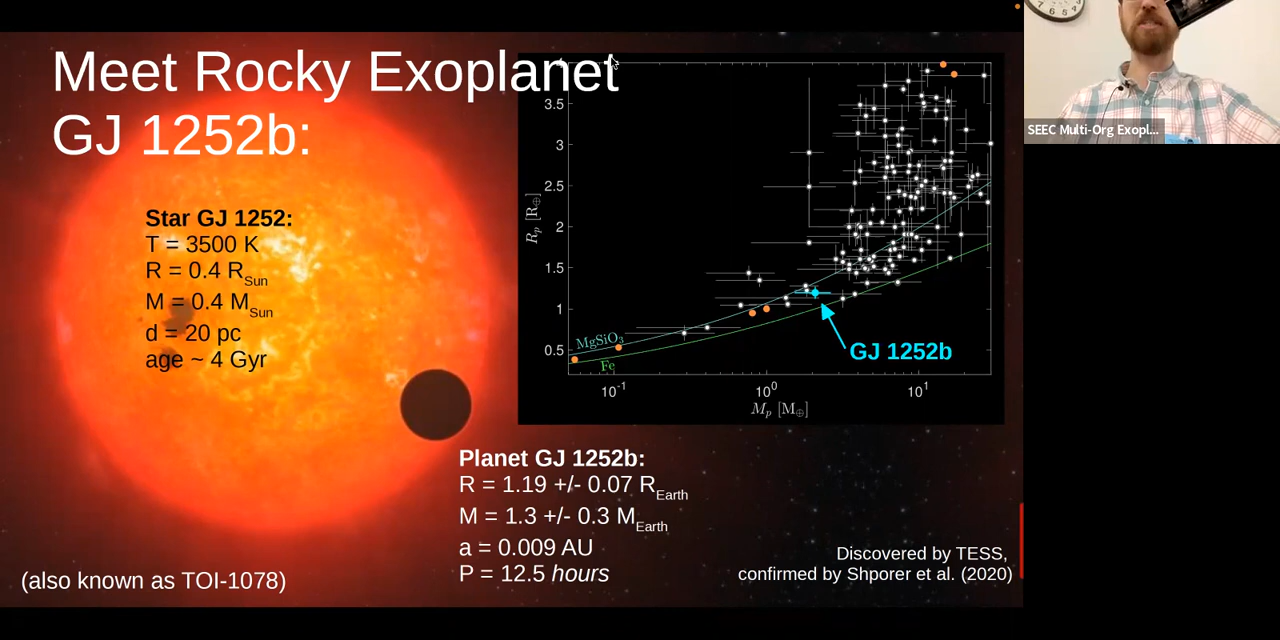 Meet Rocky Exoplanet
GJ 1252b:
Star GJ 1252:
T = 3500 K
R = 0.4 RSun
M = 0.4 MSun
d = 20 pc
age ~ 4 Gyr
3.5
3
2.5
2
1.5
1
0.5
Rp [R⊕]
MgSiO3
Fe
GJ 1252b
10-1
100
101
Mp [M⊕]
Planet GJ 1252b:
R = 1.19 +/- 0.07 REarth
M = 1.3 +/- 0.3 MEarth
a = 0.009 AU
P = 12.5 hours
Discovered by TESS,
confirmed by Shporer et al. (2020)
(also known as TOI-1078)
SEEC Multi-Org Exopl...